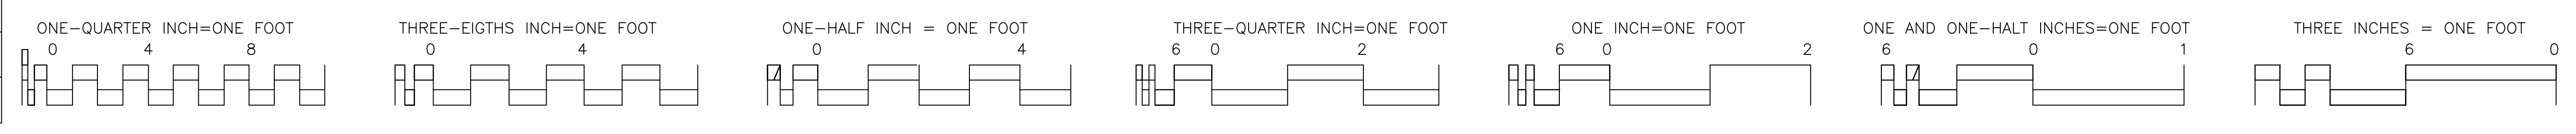 ONE-QUARTER INCH=ONE FOOT
0 4 8
THREE-EIGTHS INCH=ONE FOOT
0 4
ONE-HALF INCH = ONE FOOT
0 4
THREE-QUARTER INCH=ONE FOOT
6 0 2
ONE INCH=ONE FOOT
6 0 2
ONE AND ONE-HALT INCHES=ONE FOOT
6 0 1
THREE INCHES = ONE FOOT
6 0